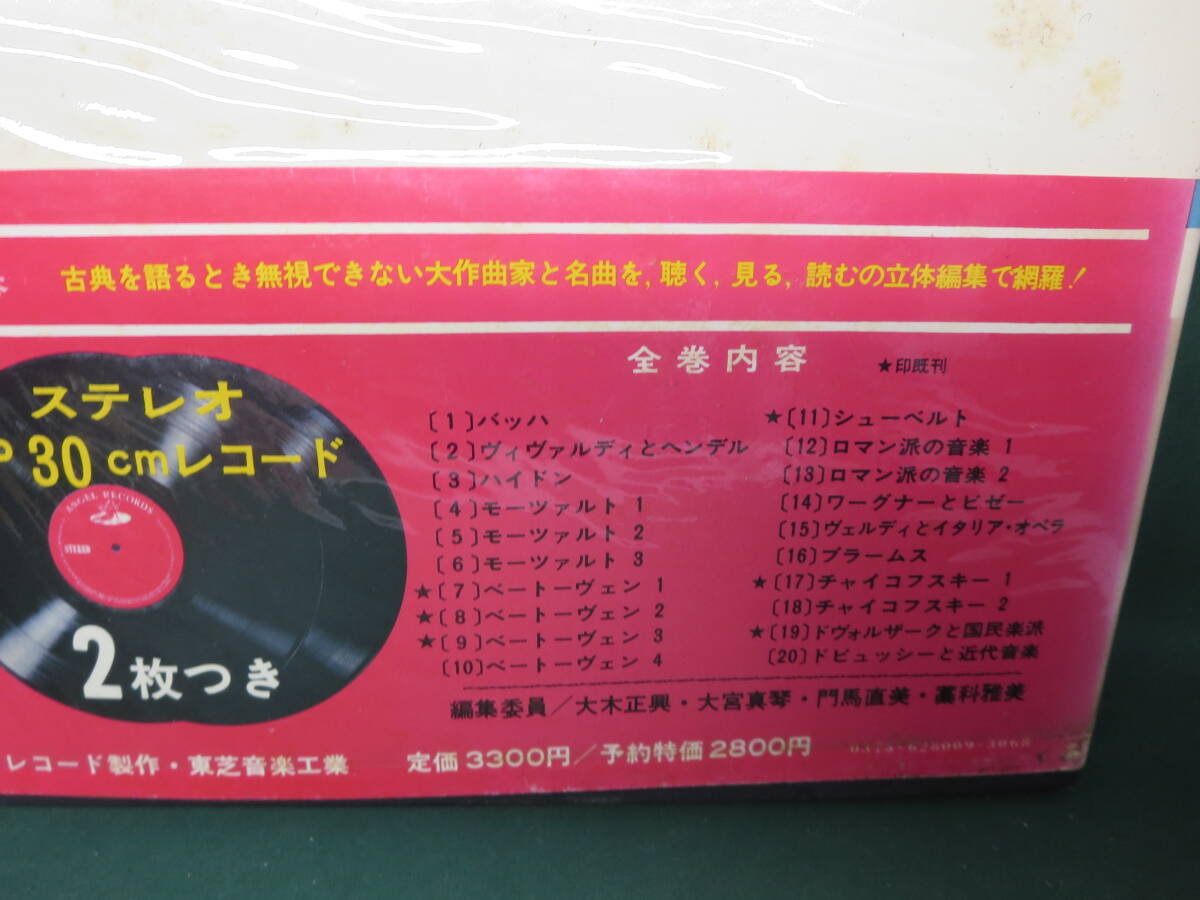 古典を語るとき無視できない大作曲家と名曲を,聴く,見る,読むの立体編集で網羅!
ステレオ
P 30cmレコード
ANGEL RECORDS
STEREO
2枚つき
全巻内容 ★印既刊
〔1〕バッハ
〔2〕ヴィヴァルディとヘンデル
〔3〕ハイドン
〔4〕モーツァルト 1
〔5〕モーツァルト 2
〔6〕モーツァルト 3
★〔7〕ベートーヴェン 1
★〔8〕ベートーヴェン 2
★〔9〕ベートーヴェン 3
〔10〕ベートーヴェン 4
★〔11〕シューベルト
〔12〕ロマン派の音楽 1
〔13〕ロマン派の音楽 2
〔14〕ワーグナーとビゼー
〔15〕ヴェルディとイタリア・オペラ
〔16〕ブラームス
★〔17〕チャイコフスキー 1
〔18〕チャイコフスキー 2
★〔19〕ドヴォルザークと国民楽派
〔20〕ドビュッシーと近代音楽
編集委員/大木正興・大宮真琴・門馬直美・藁科雅美
レコード製作・東芝音楽工業 定価3300円/予約特価2800円